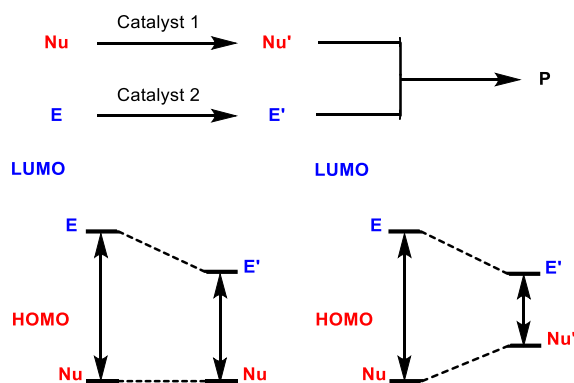 Catalyst 1
Nu Nu'
P
Catalyst 2
E E'
LUMO LUMO
E E
E' E'
HOMO HOMO
Nu'
Nu Nu Nu